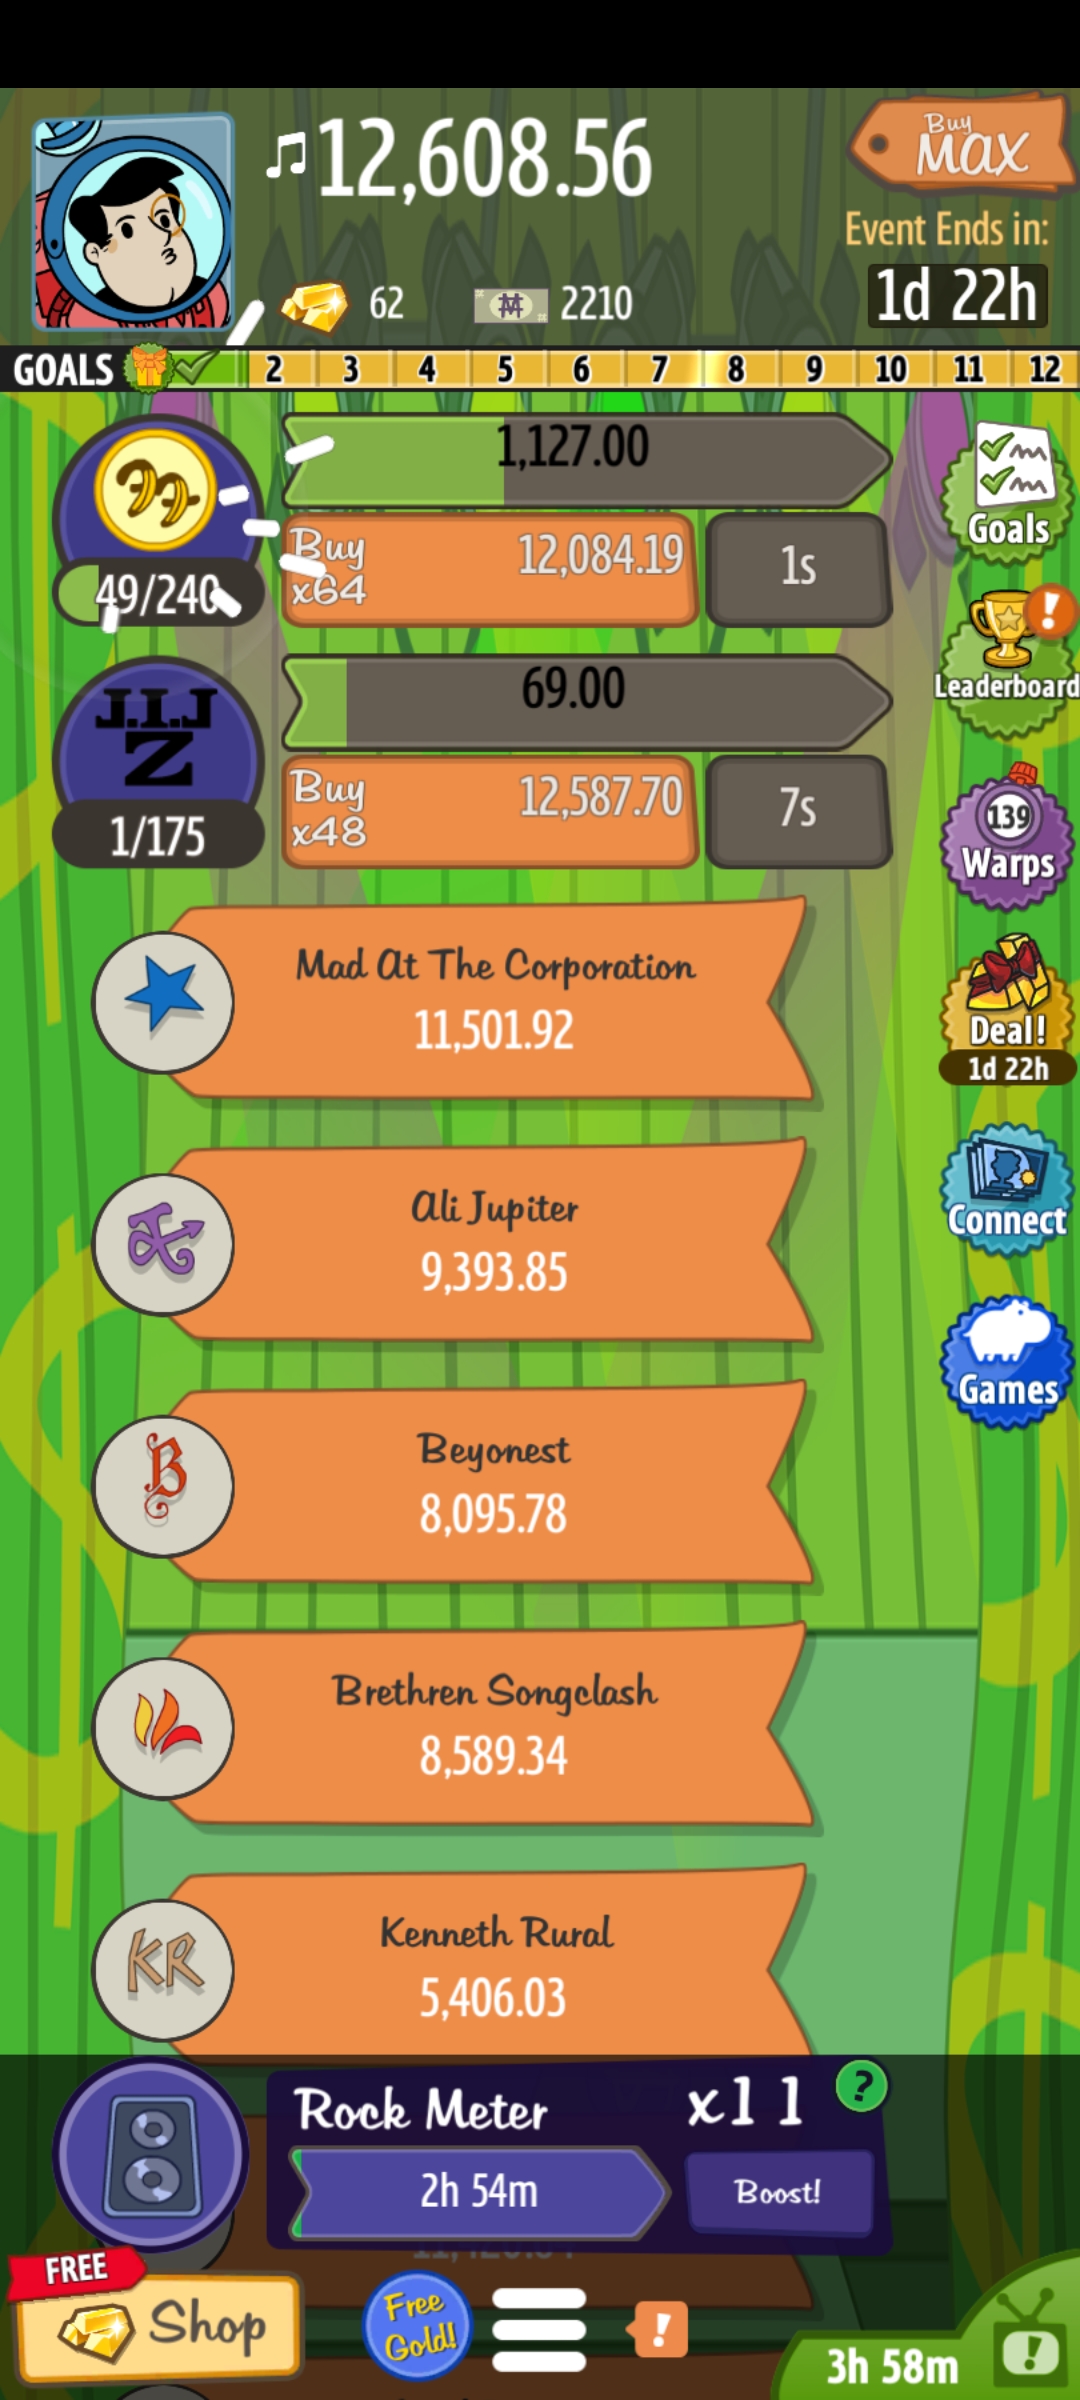 12,608.56
Buy
MAX
Event Ends in:
1d 22h
62
2210
GOALS 2 3 4 5 6 7 8 9 10 11 12
1,127.00
Buy
x64
12,084.19
1s
49/240
Goals
Leaderboard
J.I.J
Z
69.00
Buy
x48
12,587.70
7s
1/175
139
Warps
Mad At The Corporation
11,501.92
Deal!
1d 22h
Ali Jupiter
9,393.85
Connect
B
Beyonest
8,095.78
Games
Brethren Songclash
8,589.34
KR
Kenneth Rural
5,406.03
Rock Meter
x11
?
2h 54m
Boost!
FREE
Shop
Free
Gold!
!
3h 58m
!